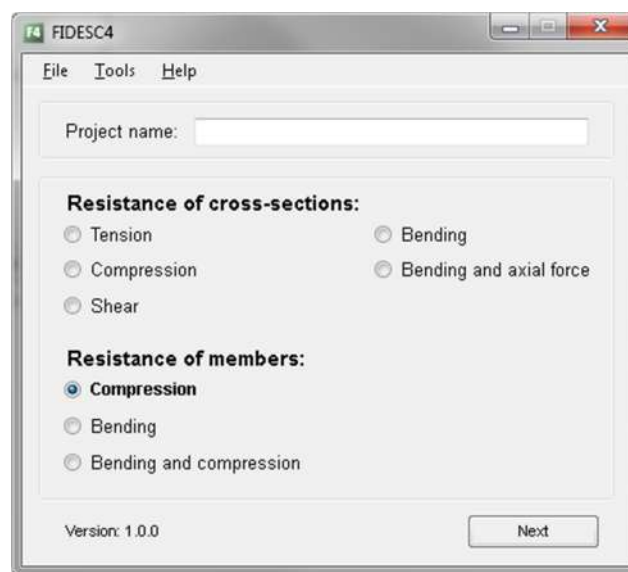 F4 FIDESC4
File Tools Help
Project name:
Resistance of cross-sections:
Tension Bending
Compression Bending and axial force
Shear
Resistance of members:
Compression
Bending
Bending and compression
Version: 1.0.0 Next